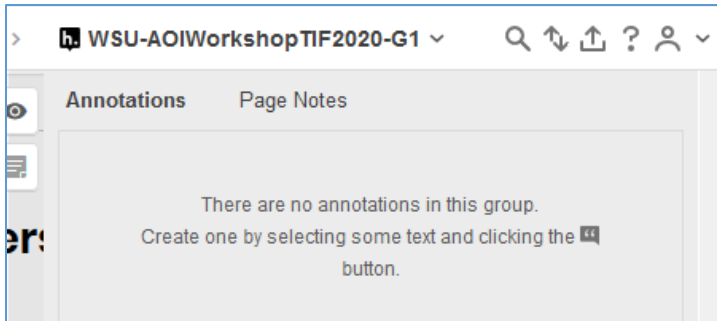 h. WSU-AOIWorkshopTIF2020-G1
Annotations Page Notes
There are no annotations in this group.
Create one by selecting some text and clicking the
button.